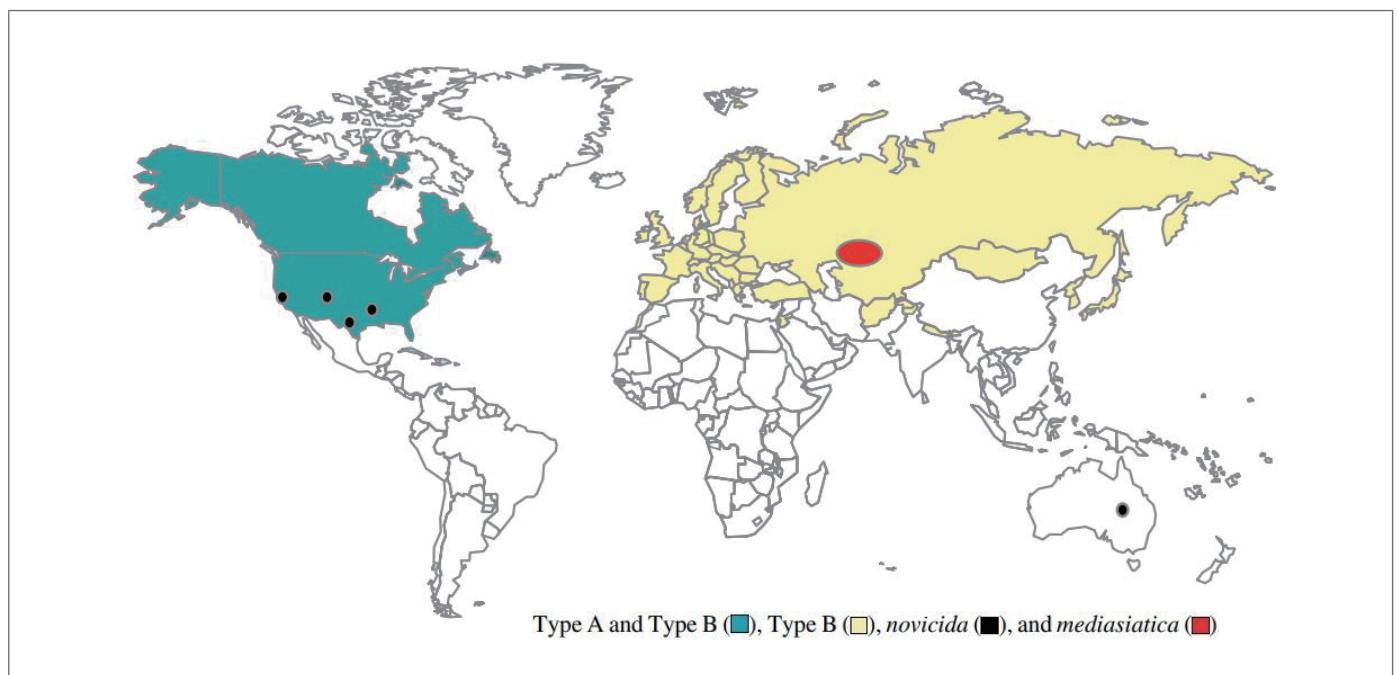 Type A and Type B (■), Type B (■), novicida (■), and mediasiatica (■)